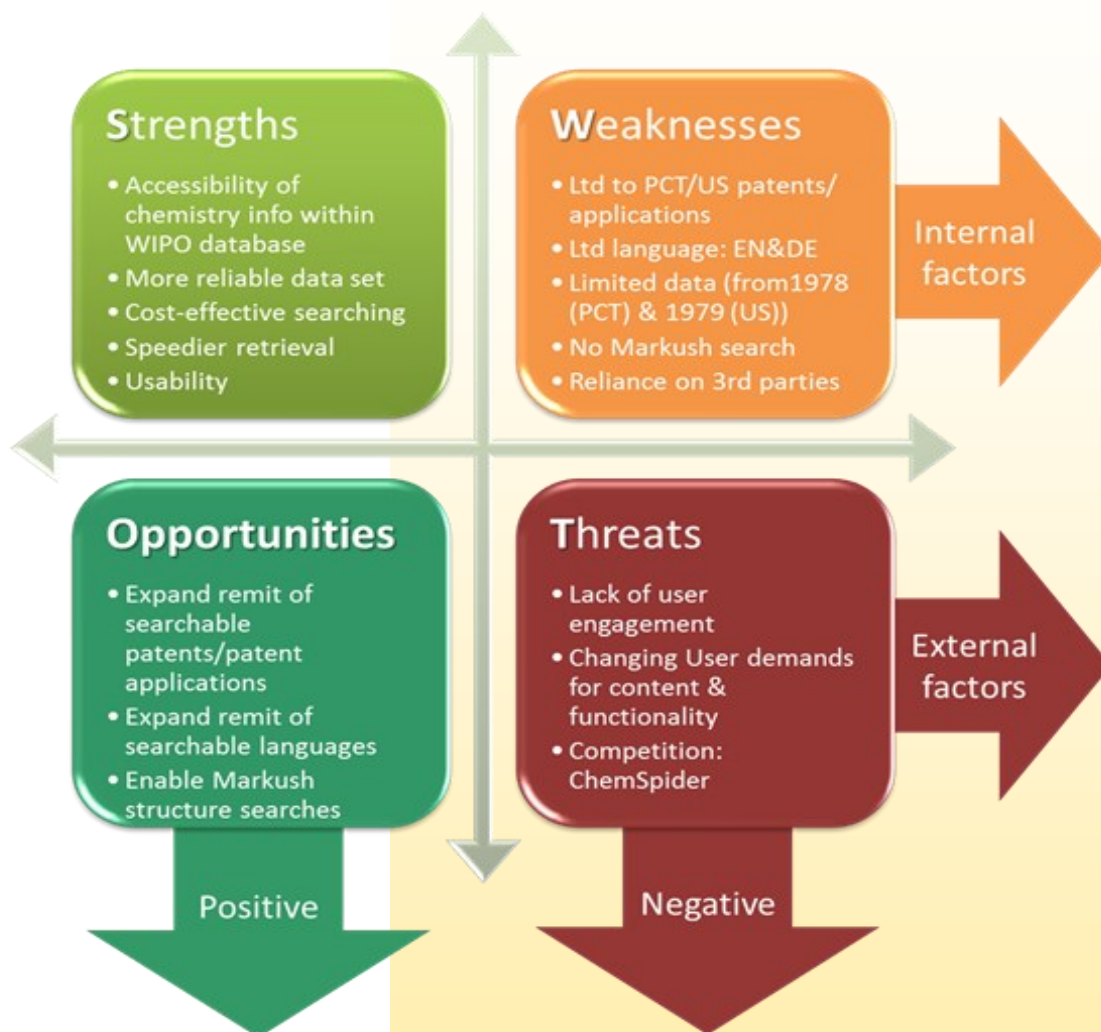 Strengths
• Accessibility of
chemistry info within
WIPO database
• More reliable data set
• Cost-effective searching
• Speedier retrieval
• Usability
Weaknesses
• Ltd to PCT/US patents/
applications
• Ltd language: EN&DE
• Limited data (from1978
(PCT) & 1979 (US))
• No Markush search
• Reliance on 3rd parties
Internal
factors
Opportunities
• Expand remit of
searchable
patents/patent
applications
• Expand remit of
searchable languages
• Enable Markush
structure searches
Threats
• Lack of user
engagement
• Changing User demands
for content &
functionality
• Competition:
ChemSpider
External
factors
Positive
Negative